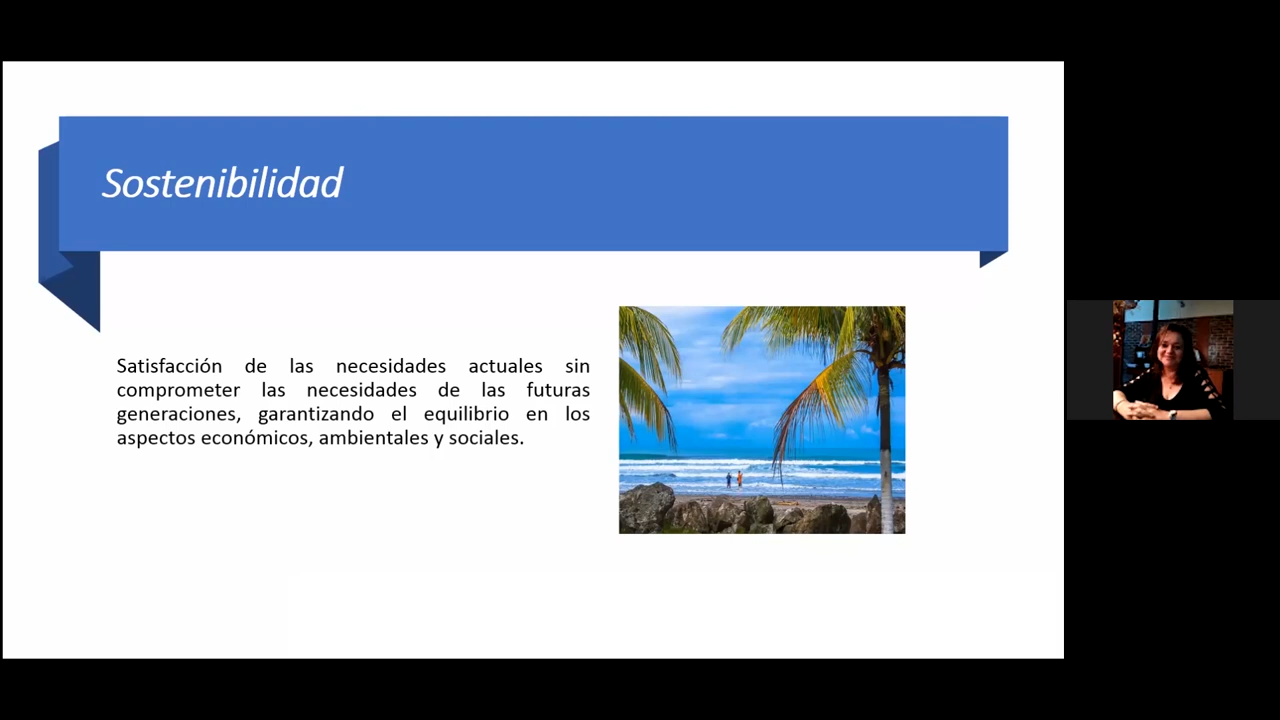 Sostenibilidad
Satisfacción de las necesidades actuales sin
comprometer las necesidades de las futuras
generaciones, garantizando el equilibrio en los
aspectos económicos, ambientales y sociales.